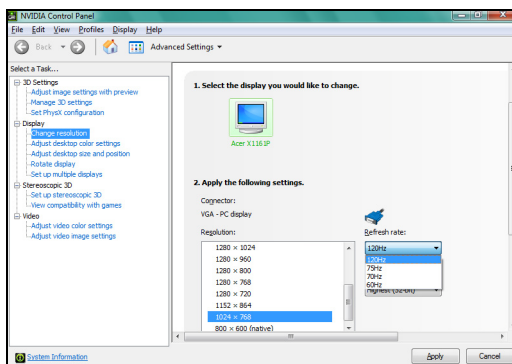 NVIDIA Control Panel
File Edit View Profiles Display Help
Back Advanced Settings
Select a Task...
3D Settings
Adjust image settings with preview
Manage 3D settings
Set PhysX configuration
Display
Change resolution
Adjust desktop color settings
Adjust desktop size and position
Rotate display
Set up multiple displays
Stereoscopic 3D
Set up stereoscopic 3D
View compatibility with games
Video
Adjust video color settings
Adjust video image settings
System Information
1. Select the display you would like to change.
Acer X1161P
2. Apply the following settings.
Connector:
VGA - PC display
Resolution:
1280 × 1024
1280 × 960
1280 × 800
1280 × 768
1280 × 720
1152 × 864
1024 × 768
800 × 600 (native)
Refresh rate:
120Hz
120Hz
75Hz
70Hz
60Hz
Highest (32-bit)
Apply Cancel